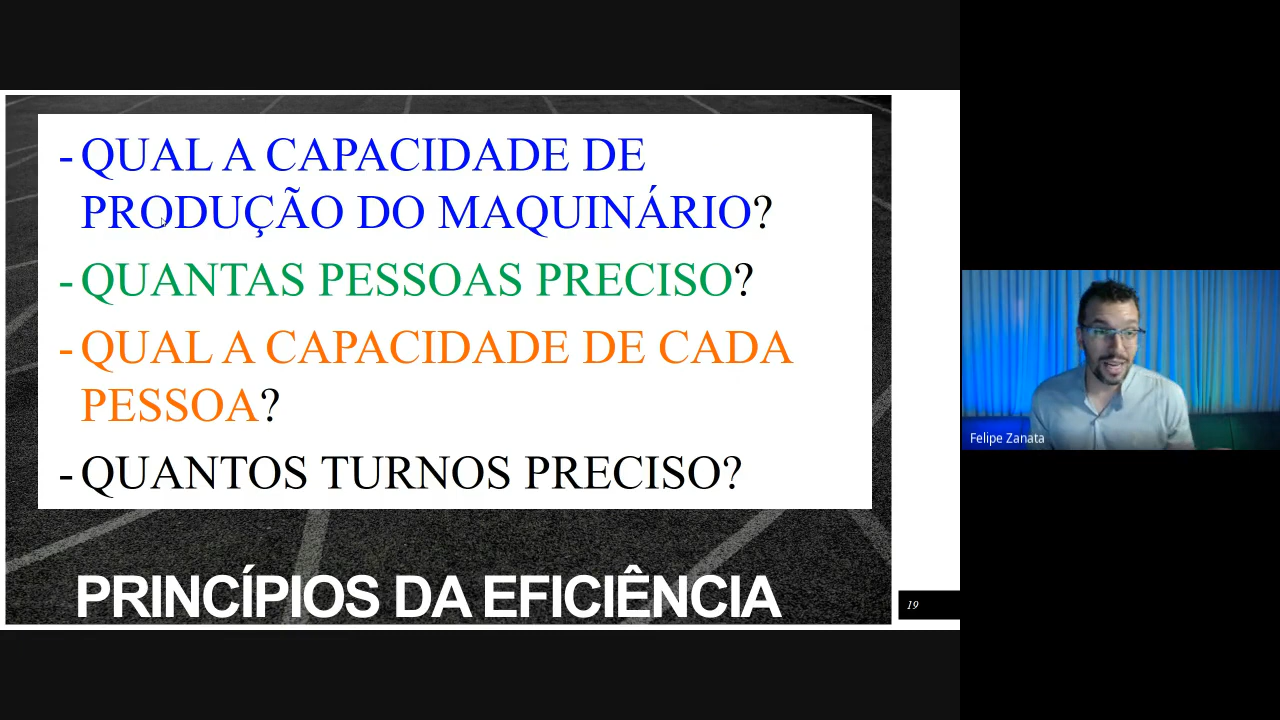 - QUAL A CAPACIDADE DE
PRODUÇÃO DO MAQUINÁRIO?
- QUANTAS PESSOAS PRECISO?
- QUAL A CAPACIDADE DE CADA
PESSOA?
- QUANTOS TURNOS PRECISO?
PRINCÍPIOS DA EFICIÊNCIA
19
Felipe Zanata